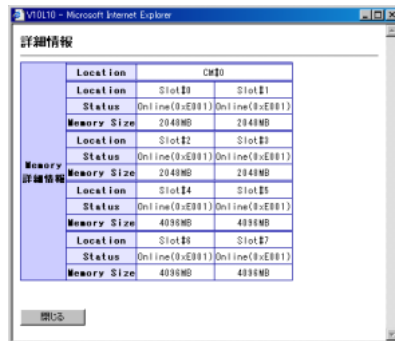 V10L10 - Microsoft Internet Explorer
詳細情報
Location CM#0
Location Slot#0 Slot#1
Status Online(0xE001) Online(0xE001)
Memory Size 2048MB 2048MB
Location Slot#2 Slot#3
Status Online(0xE001) Online(0xE001)
Memory
詳細情報
Memory Size 2048MB 2048MB
Location Slot#4 Slot#5
Status Online(0xE001) Online(0xE001)
Memory Size 4096MB 4096MB
Location Slot#6 Slot#7
Status Online(0xE001) Online(0xE001)
Memory Size 4096MB 4096MB
閉じる